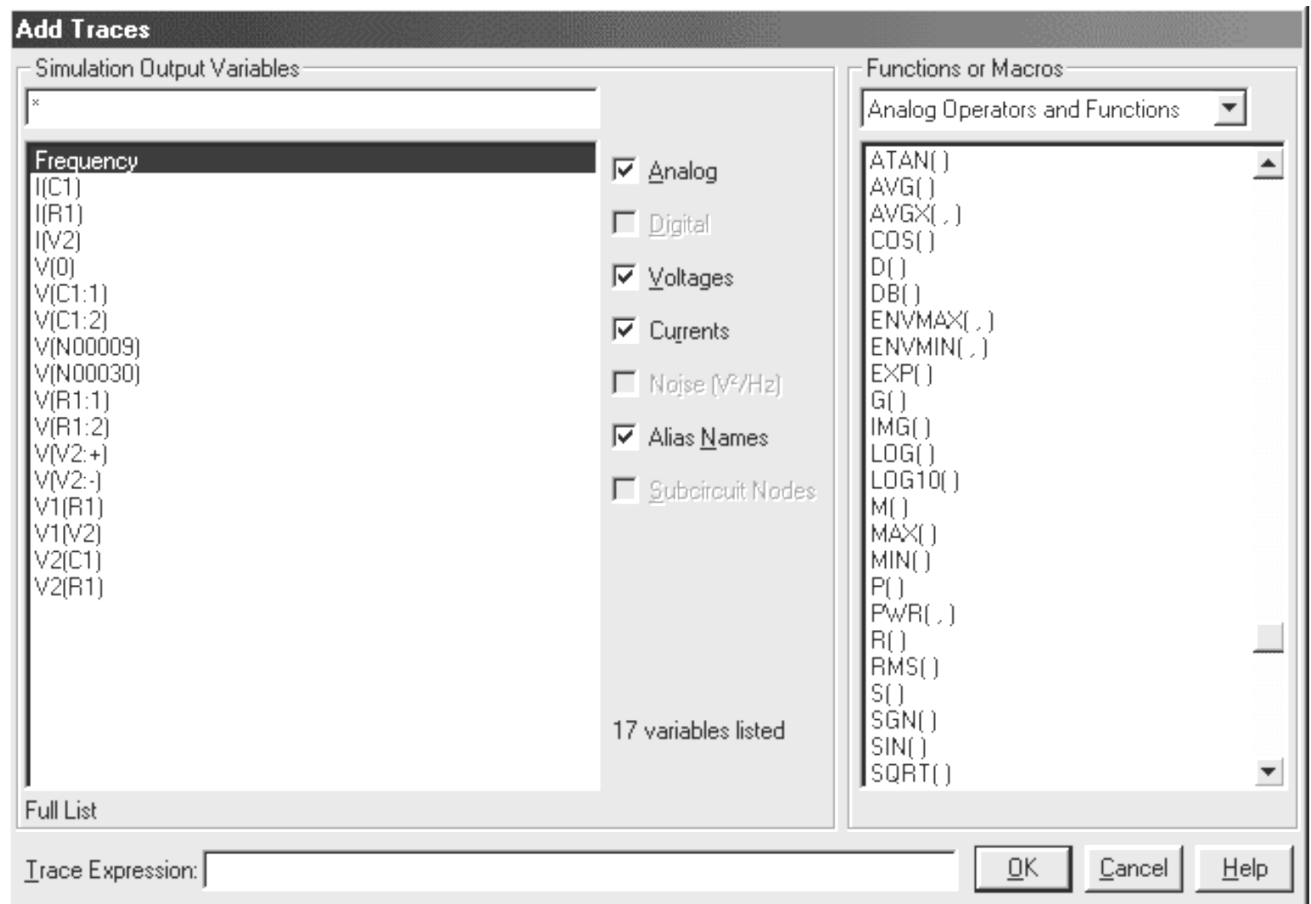 Add Traces
Simulation Output Variables
*
Frequency
I(C1)
I(R1)
I(V2)
V(0)
V(C1:1)
V(C1:2)
V(N00009)
V(N00030)
V(R1:1)
V(R1:2)
V(V2:+)
V(V2:-)
V1(R1)
V1(V2)
V2(C1)
V2(R1)
Full List
Analog
Digital
Voltages
Currents
Noise (V²/Hz)
Alias Names
Subcircuit Nodes
17 variables listed
Functions or Macros
Analog Operators and Functions
ATAN( )
AVG( )
AVGX( , )
COS( )
D( )
DB( )
ENVMAX( , )
ENVMIN( , )
EXP( )
G( )
IMG( )
LOG( )
LOG10( )
M( )
MAX( )
MIN( )
P( )
PWR( , )
R( )
RMS( )
S( )
SGN( )
SIN( )
SQRT( )
Trace Expression:
OK
Cancel
Help